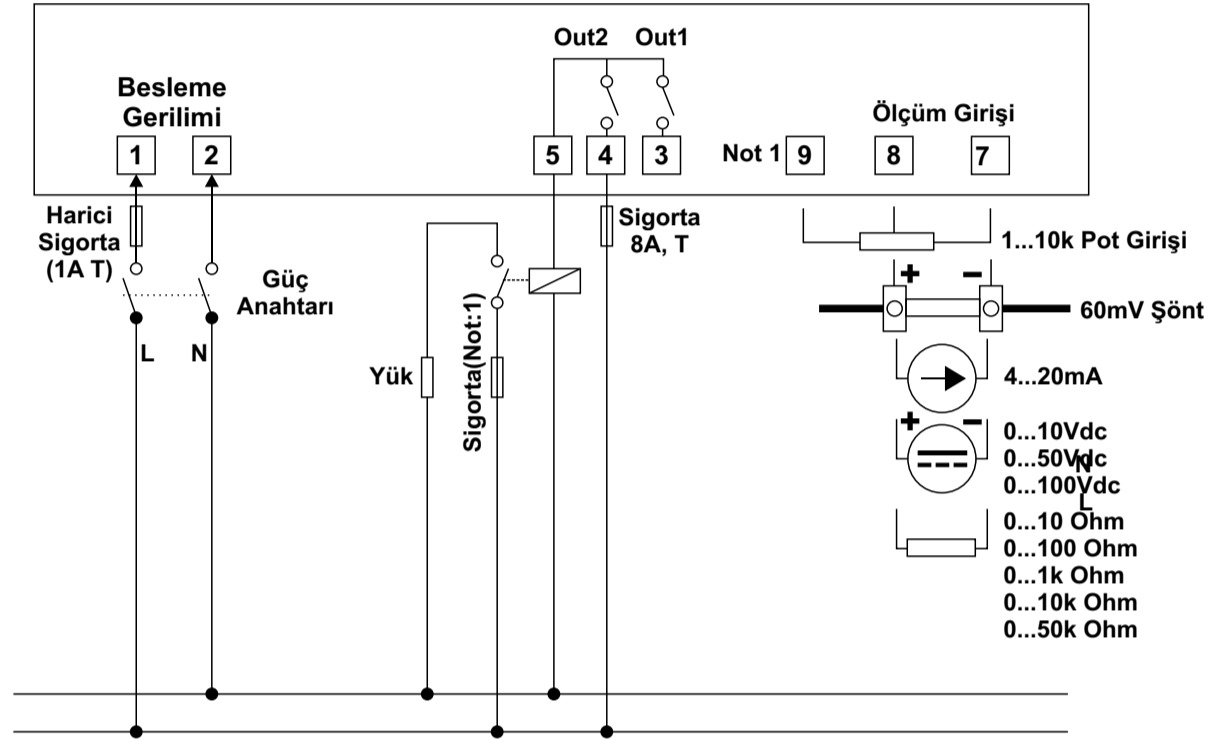 Out2 Out1
Besleme
Gerilimi
Ölçüm Girişi
1 2 5 4 3 Not 1 9 8 7
Harici
Sigorta
(1A T)
Güç
Anahtarı
L N
Yük
Sigorta(Not:1)
Sigorta
8A, T
1...10k Pot Girişi
+ −
60mV Şönt
4...20mA
+ −
0...10Vdc
0...50Vdc
N
0...100Vdc
L
0...10 Ohm
0...100 Ohm
0...1k Ohm
0...10k Ohm
0...50k Ohm